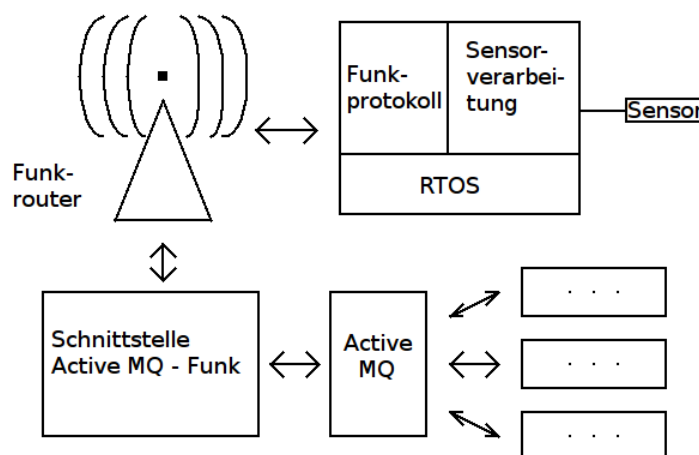 Funk-
protokoll
Sensor-
verarbei-
tung
Sensor
RTOS
Funk-
router
Schnittstelle
Active MQ - Funk
Active
MQ
. . .
. . .
. . .